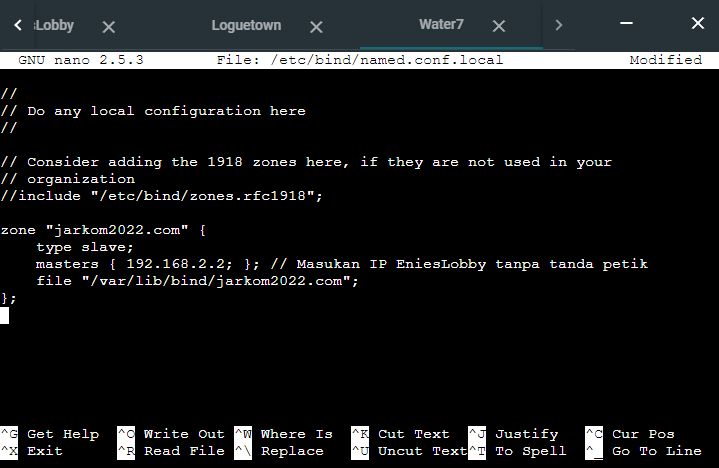 sLobby Loguetown Water7
GNU nano 2.5.3 File: /etc/bind/named.conf.local Modified
//
// Do any local configuration here
//
// Consider adding the 1918 zones here, if they are not used in your
// organization
//include "/etc/bind/zones.rfc1918";
zone "jarkom2022.com" {
    type slave;
    masters { 192.168.2.2; }; // Masukan IP EniesLobby tanpa tanda petik
    file "/var/lib/bind/jarkom2022.com";
};
^G Get Help ^O Write Out ^W Where Is ^K Cut Text ^J Justify ^C Cur Pos
^X Exit ^R Read File ^\ Replace ^U Uncut Text ^T To Spell ^_ Go To Line